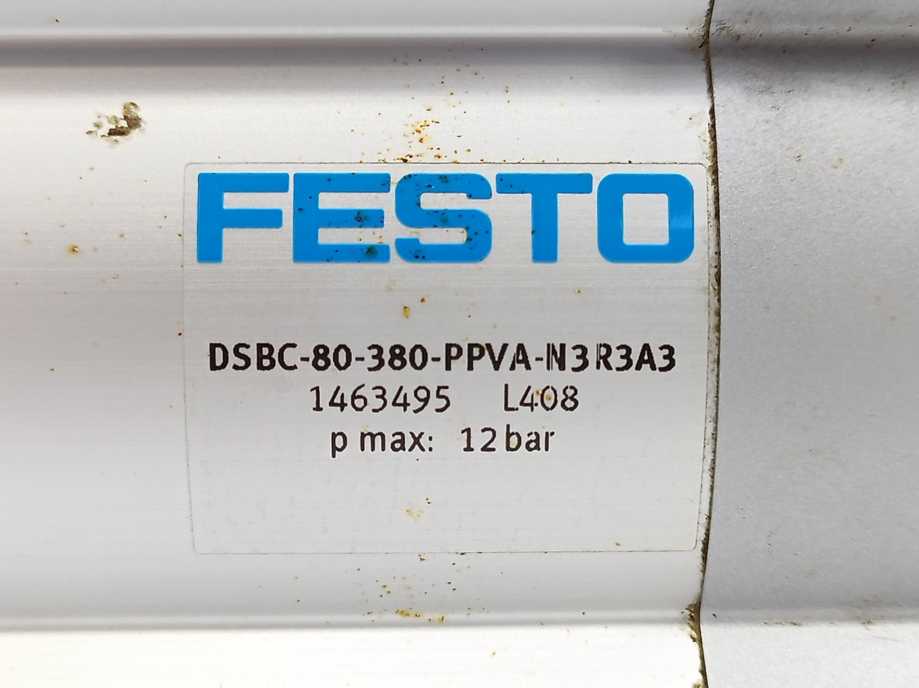 FESTO
DSBC-80-380-PPVA-N3R3A3
1463495 L408
p max: 12 bar